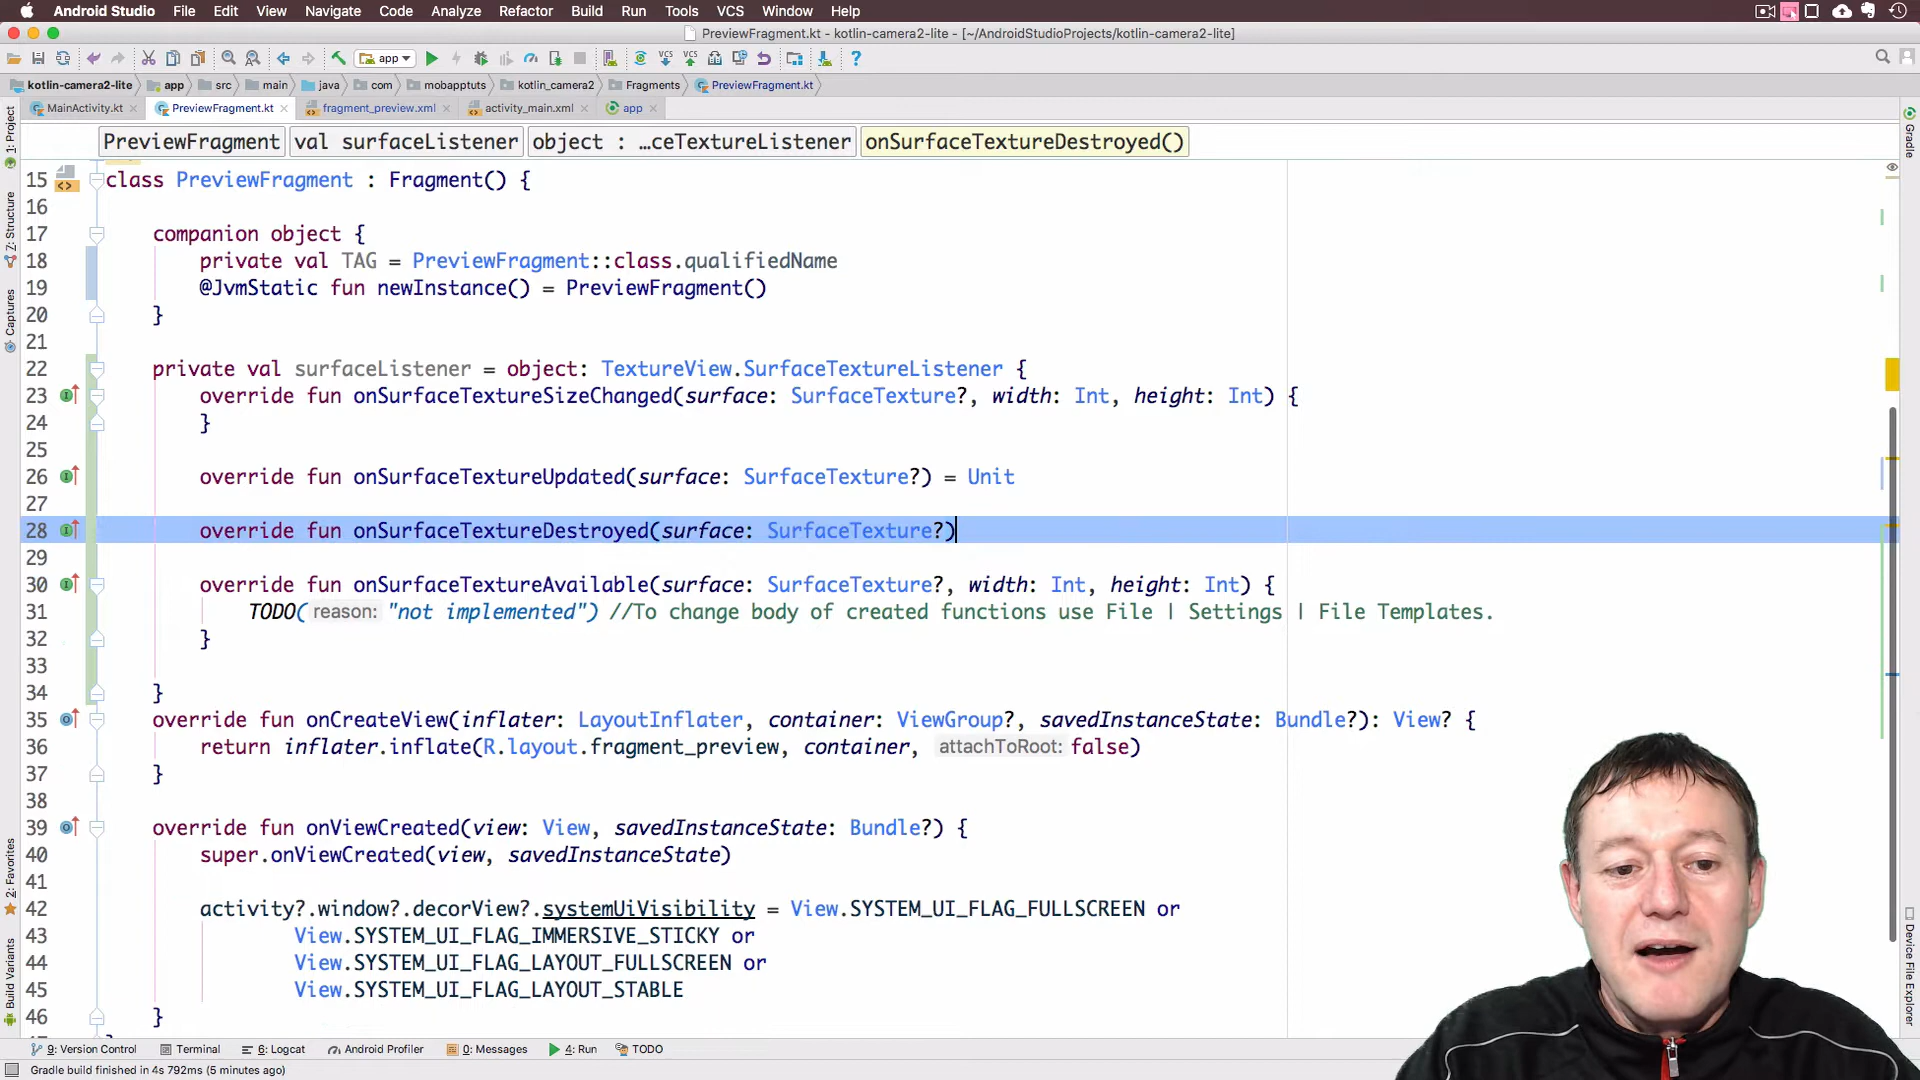 Android Studio File Edit View Navigate Code Analyze Refactor Build Run Tools VCS Window Help
PreviewFragment.kt - kotlin-camera2-lite - [~/AndroidStudioProjects/kotlin-camera2-lite]
app
kotlin-camera2-lite app src main java com mobapptuts kotlin_camera2 Fragments PreviewFragment.kt
MainActivity.kt PreviewFragment.kt fragment_preview.xml activity_main.xml app
PreviewFragment val surfaceListener object : …ceTextureListener onSurfaceTextureDestroyed()
1: Project
7: Structure
Captures
2: Favorites
Build Variants
Gradle
Device File Explorer
15 class PreviewFragment : Fragment() {
16
17 companion object {
18 private val TAG = PreviewFragment::class.qualifiedName
19 @JvmStatic fun newInstance() = PreviewFragment()
20 }
21
22 private val surfaceListener = object: TextureView.SurfaceTextureListener {
23 override fun onSurfaceTextureSizeChanged(surface: SurfaceTexture?, width: Int, height: Int) {
24 }
25
26 override fun onSurfaceTextureUpdated(surface: SurfaceTexture?) = Unit
27
28 override fun onSurfaceTextureDestroyed(surface: SurfaceTexture?)
29
30 override fun onSurfaceTextureAvailable(surface: SurfaceTexture?, width: Int, height: Int) {
31 TODO( reason: "not implemented") //To change body of created functions use File | Settings | File Templates.
32 }
33
34 }
35 override fun onCreateView(inflater: LayoutInflater, container: ViewGroup?, savedInstanceState: Bundle?): View? {
36 return inflater.inflate(R.layout.fragment_preview, container, attachToRoot: false)
37 }
38
39 override fun onViewCreated(view: View, savedInstanceState: Bundle?) {
40 super.onViewCreated(view, savedInstanceState)
41
42 activity?.window?.decorView?.systemUiVisibility = View.SYSTEM_UI_FLAG_FULLSCREEN or
43 View.SYSTEM_UI_FLAG_IMMERSIVE_STICKY or
44 View.SYSTEM_UI_FLAG_LAYOUT_FULLSCREEN or
45 View.SYSTEM_UI_FLAG_LAYOUT_STABLE
46 }
9: Version Control Terminal 6: Logcat Android Profiler 0: Messages 4: Run TODO
Gradle build finished in 4s 792ms (5 minutes ago)